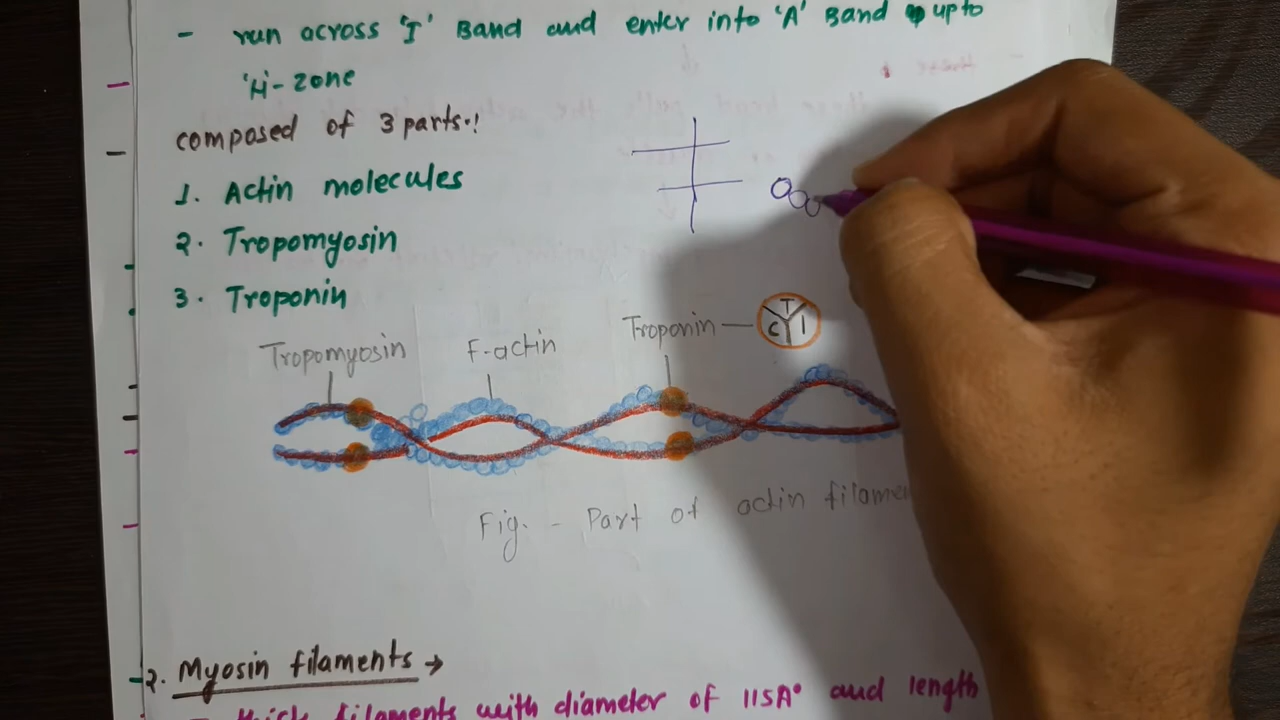 - run across 'I' Band and enter into 'A' Band upto
'H-zone
composed of 3 parts.!
1. Actin molecules
2. Tropomyosin
3. Troponin
Tropomyosin F-actin Troponin — T C I
Fig. - Part of actin filame
2. Myosin filaments →
- thick filaments with diameter of 115A° and length